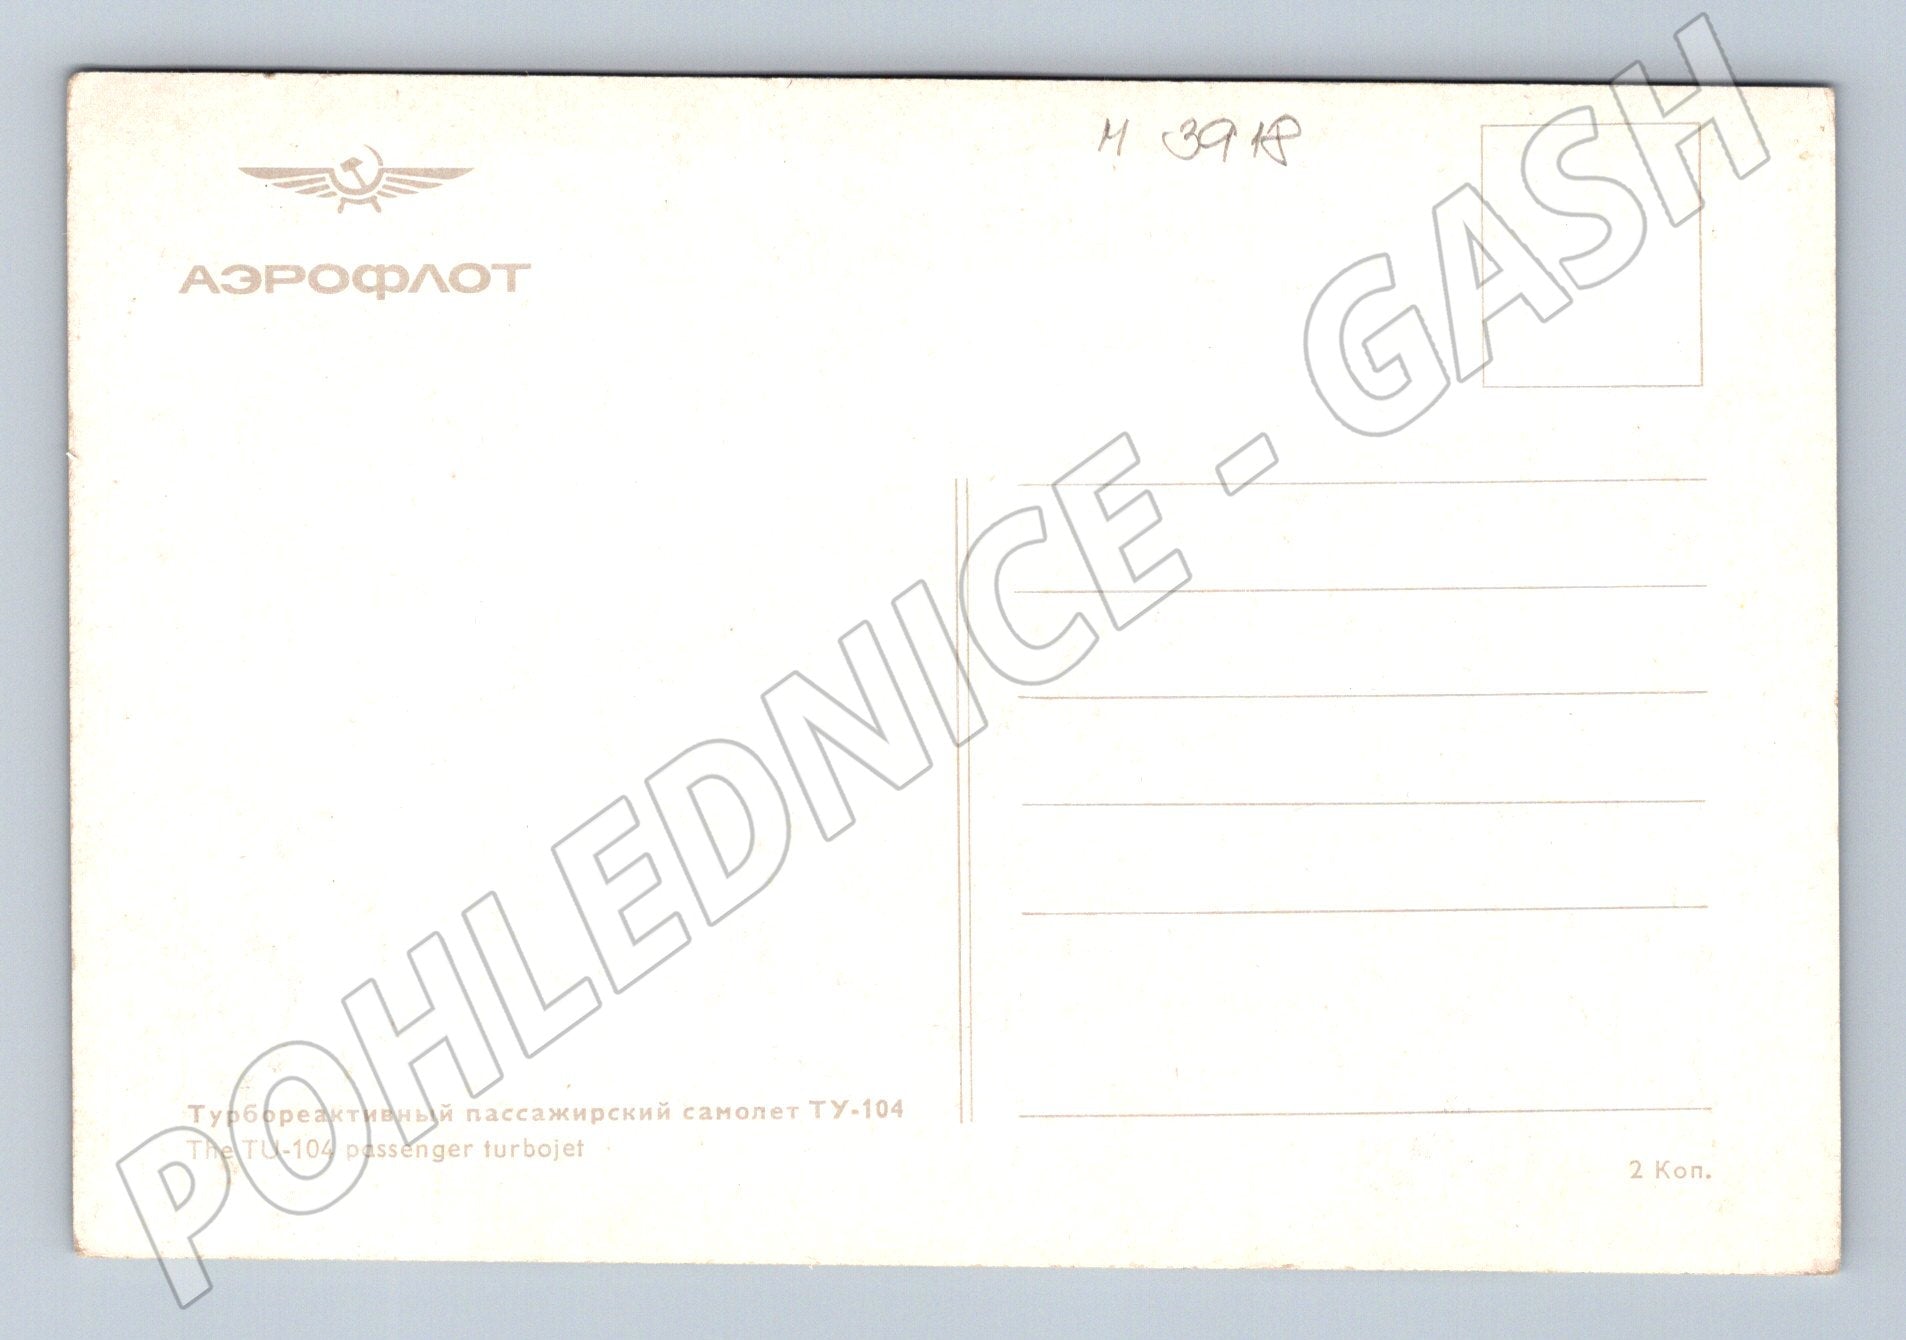 М 3918
АЭРОФЛОТ
Турбореактивный пассажирский самолет ТУ-104
The TU-104 passenger turbojet
2 Коп.
POHLEDNICE - GASH